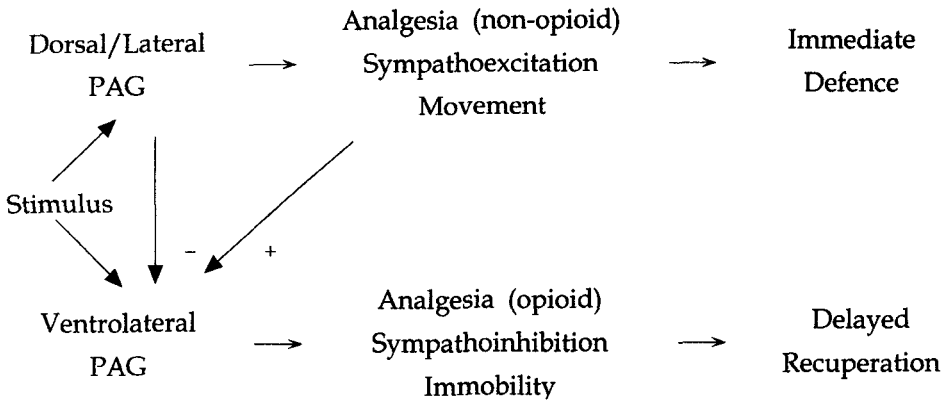 Dorsal/Lateral
PAG
Analgesia (non-opioid)
Sympathoexcitation
Movement
Immediate
Defence
Stimulus
–
+
Ventrolateral
PAG
Analgesia (opioid)
Sympathoinhibition
Immobility
Delayed
Recuperation